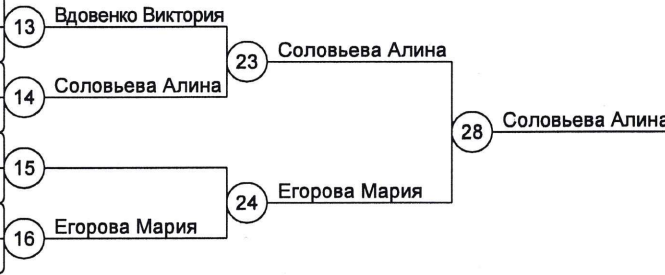 13 Вдовенко Виктория
23 Соловьева Алина
14 Соловьева Алина
28 Соловьева Алина
15
24 Егорова Мария
16 Егорова Мария